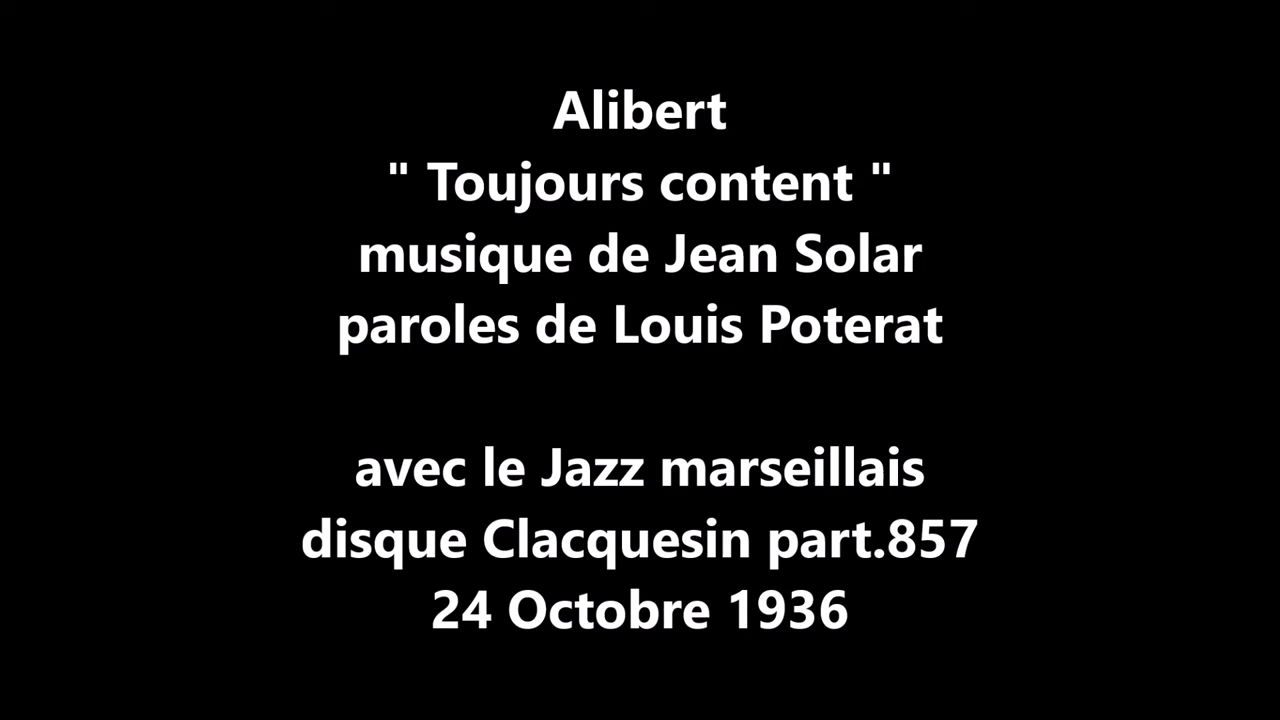 Alibert
" Toujours content "
musique de Jean Solar
paroles de Louis Poterat
avec le Jazz marseillais
disque Clacquesin part.857
24 Octobre 1936